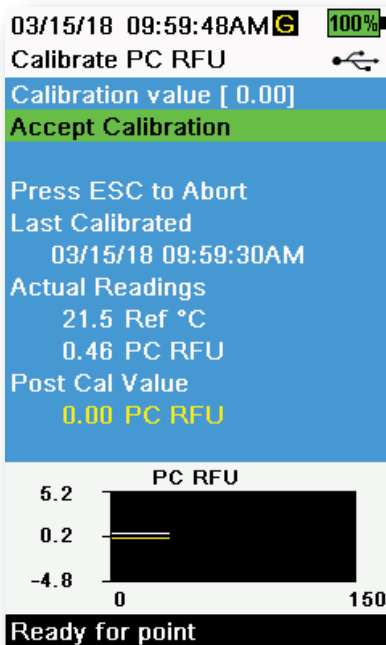 03/15/18 09:59:48AM G 100%
Calibrate PC RFU
Calibration value [ 0.00]
Accept Calibration
Press ESC to Abort
Last Calibrated
03/15/18 09:59:30AM
Actual Readings
21.5 Ref °C
0.46 PC RFU
Post Cal Value
0.00 PC RFU
PC RFU
5.2
0.2
-4.8
0 150
Ready for point